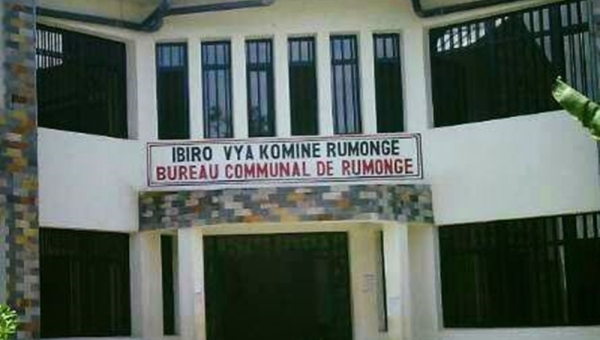 IBIRO VYA KOMINE RUMONGE
BUREAU COMMUNAL DE RUMONGE